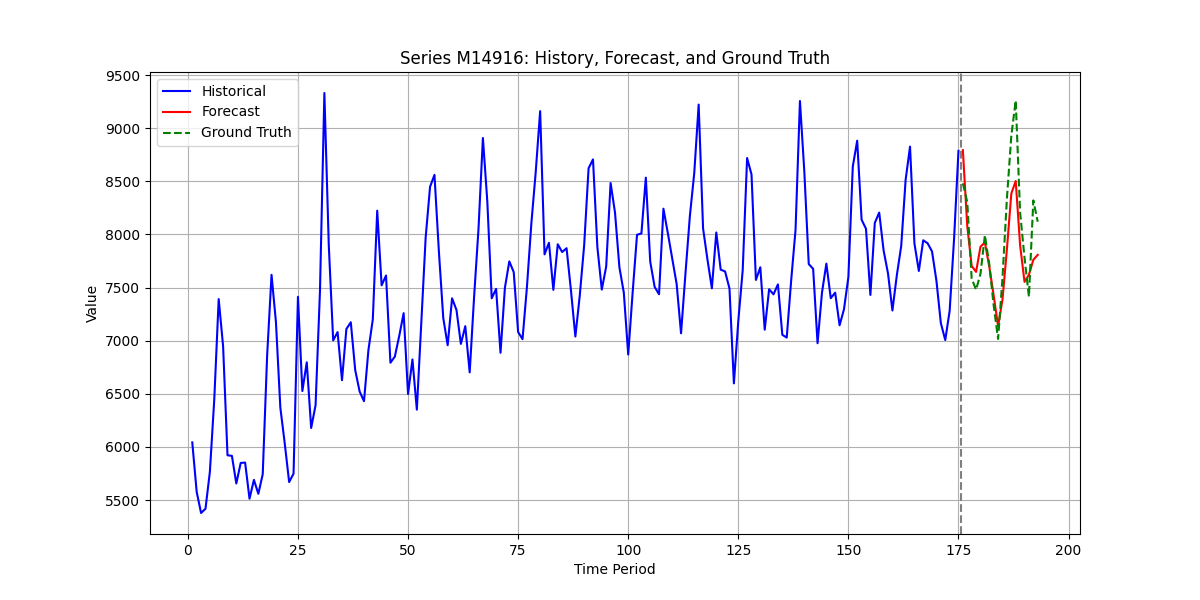 Series M14916: History, Forecast, and Ground Truth
Historical
Forecast
Ground Truth
Value
9500
9000
8500
8000
7500
7000
6500
6000
5500
0 25 50 75 100 125 150 175 200
Time Period